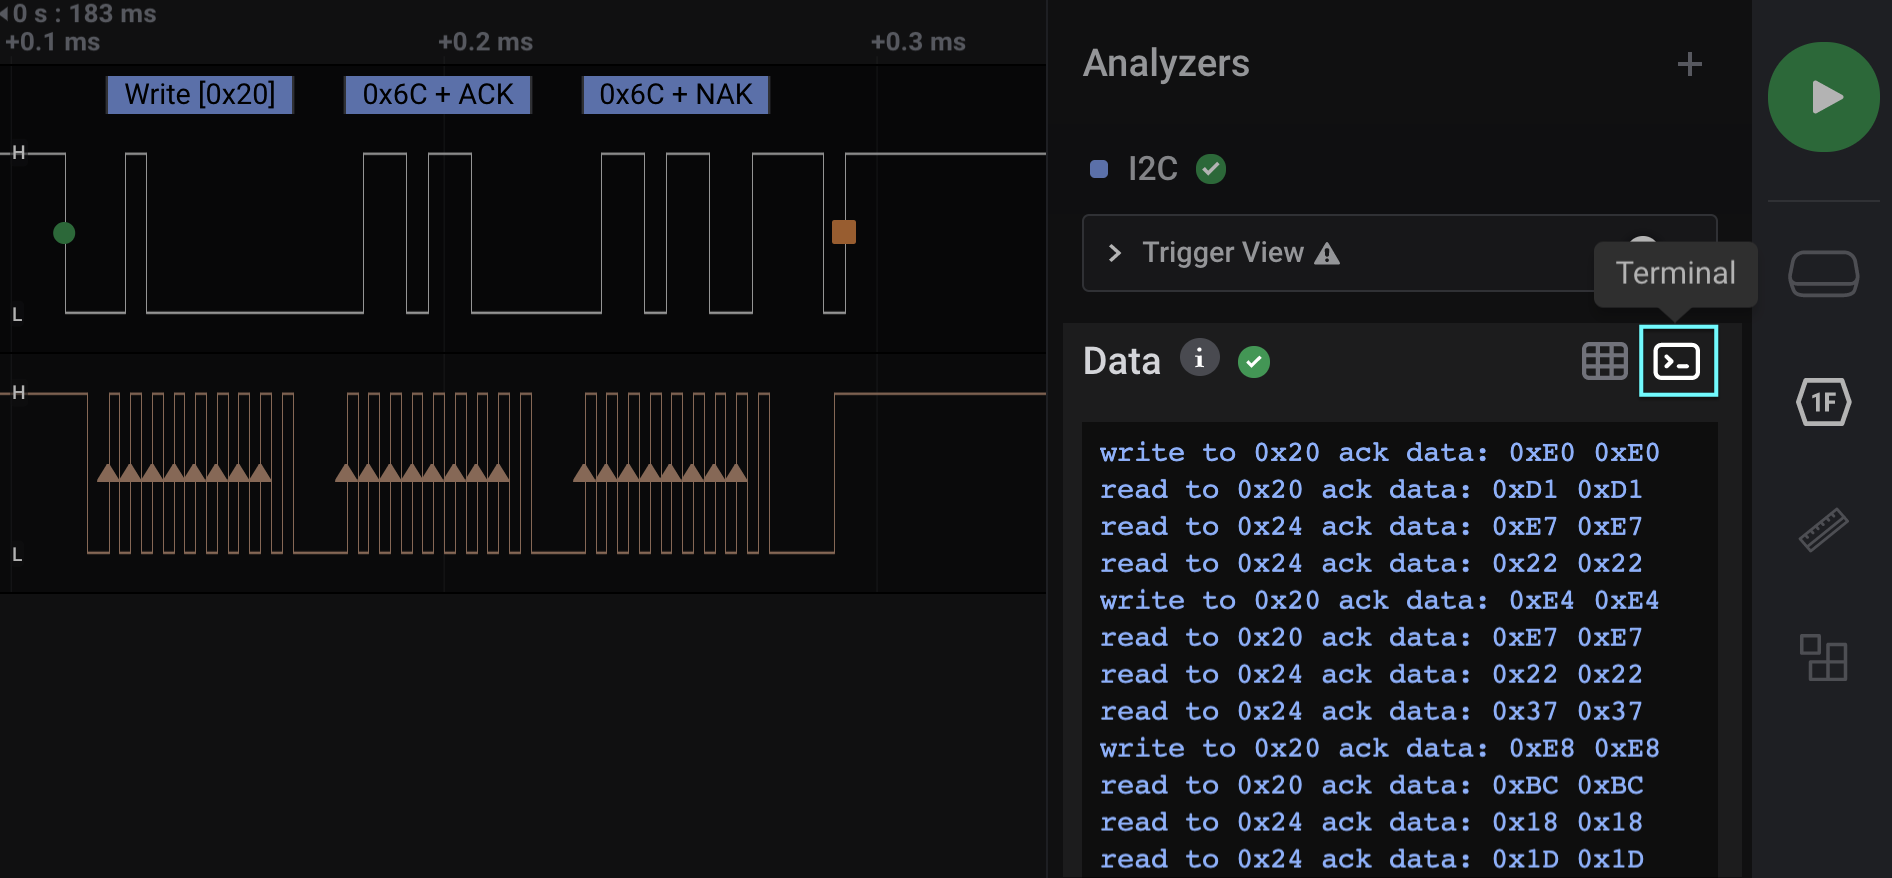 0 s : 183 ms
+0.1 ms
+0.2 ms
+0.3 ms
Write [0x20]
0x6C + ACK
0x6C + NAK
H
L
H
L
Analyzers
I2C
Trigger View
Terminal
Data
write to 0x20 ack data: 0xE0 0xE0
read to 0x20 ack data: 0xD1 0xD1
read to 0x24 ack data: 0xE7 0xE7
read to 0x24 ack data: 0x22 0x22
write to 0x20 ack data: 0xE4 0xE4
read to 0x20 ack data: 0xE7 0xE7
read to 0x24 ack data: 0x22 0x22
read to 0x24 ack data: 0x37 0x37
write to 0x20 ack data: 0xE8 0xE8
read to 0x20 ack data: 0xBC 0xBC
read to 0x24 ack data: 0x18 0x18
read to 0x24 ack data: 0x1D 0x1D
1F